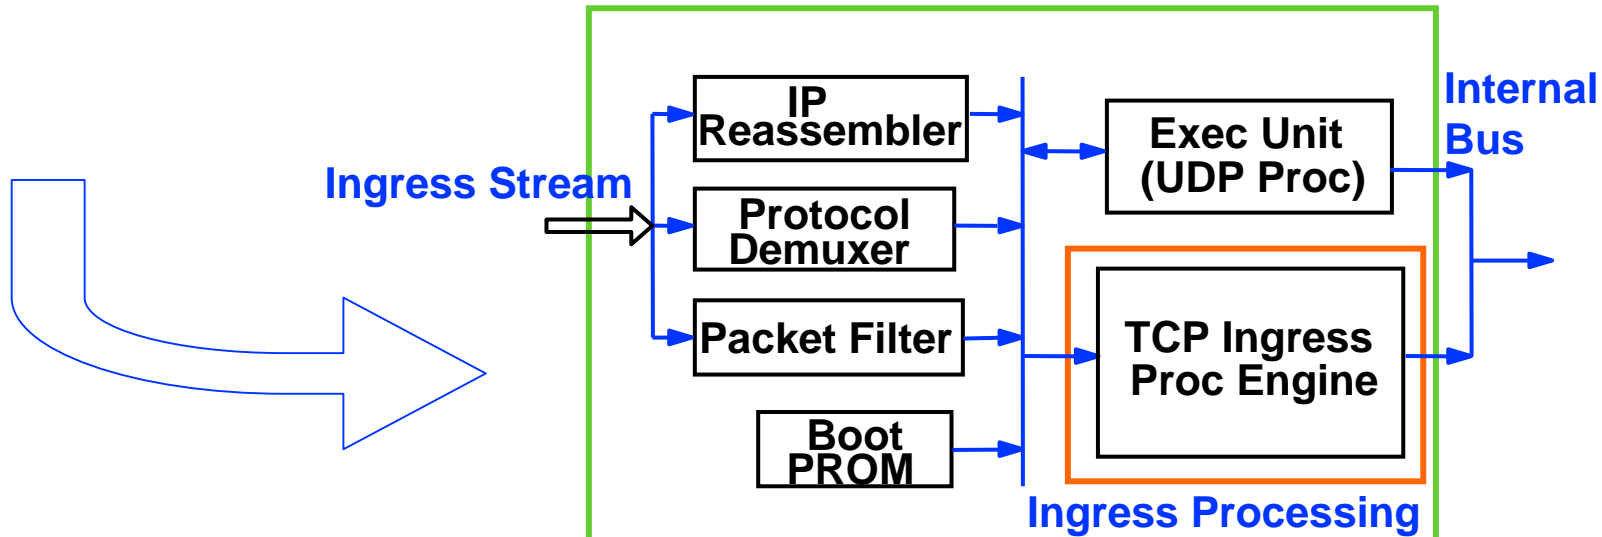 IP
Reassembler
Ingress Stream
Protocol
Demuxer
Packet Filter
Boot
PROM
Exec Unit
(UDP Proc)
Internal
Bus
TCP Ingress
Proc Engine
Ingress Processing